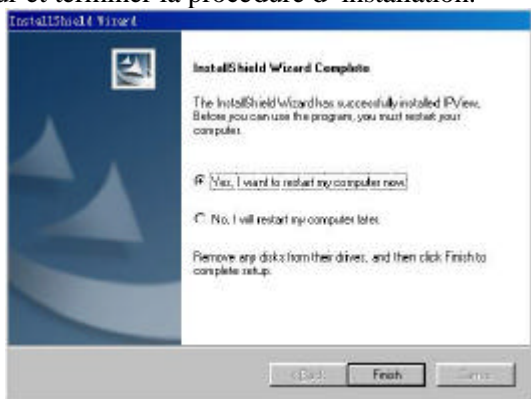 ur et terminer la procédure d' installation.
InstallShield Wizard
InstallShield Wizard Complete
The InstallShield Wizard has successfully installed IPView.
Before you can use the program, you must restart your
computer.
Yes, I want to restart my computer now.
No, I will restart my computer later.
Remove any disks from their drives, and then click Finish to
complete setup.
< Back Finish Cancel